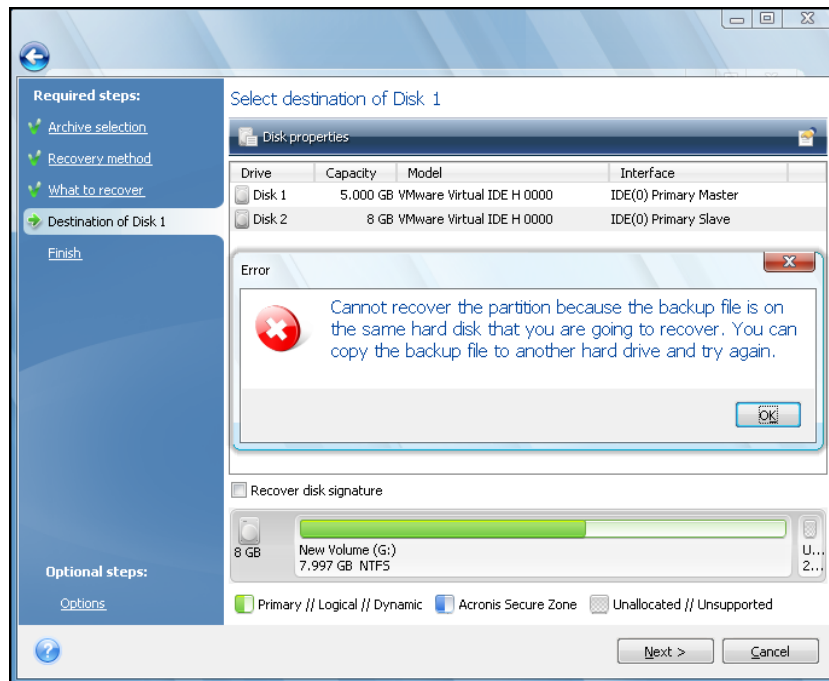 Required steps:
Archive selection
Recovery method
What to recover
Destination of Disk 1
Finish
Optional steps:
Options
Select destination of Disk 1
Disk properties
Drive Capacity Model Interface
Disk 1 5.000 GB VMware Virtual IDE H 0000 IDE(0) Primary Master
Disk 2 8 GB VMware Virtual IDE H 0000 IDE(0) Primary Slave
Error
Cannot recover the partition because the backup file is on
the same hard disk that you are going to recover. You can
copy the backup file to another hard drive and try again.
OK
Recover disk signature
8 GB
New Volume (G:)
7.997 GB NTFS
U...
2...
Primary // Logical // Dynamic Acronis Secure Zone Unallocated // Unsupported
Next > Cancel